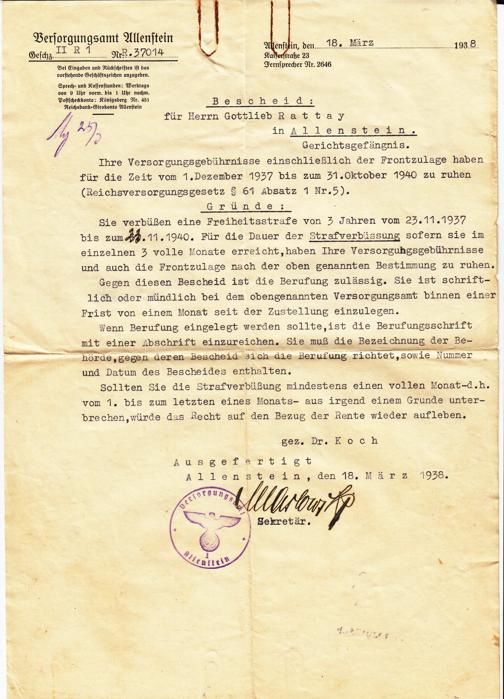 Versorgungsamt Allenstein
Geschz. II R 1 Nr. R. 37014
Bei Eingaben und Rückschriften ist das
vorstehende Geschäftszeichen anzugeben.
Sprech- und Kassenstunden: Werktags
von 9 Uhr vorm. bis 1 Uhr nachm.
Postscheckkonto: Königsberg Nr. 451
Reichsbank-Girokonto Allenstein
Allenstein, den 18. März 1938
Kaiserstraße 23
Fernsprecher Nr. 2646
25/3
Bescheid:
für Herrn Gottlieb Rattay
in Allenstein.
Gerichtsgefängnis.
Ihre Versorgungsgebührnisse einschließlich der Frontzulage haben
für die Zeit vom 1.Dezember 1937 bis zum 31.Oktober 1940 zu ruhen
(Reichsversorgungsgesetz § 61 Absatz 1 Nr.5).
Gründe:
Sie verbüßen eine Freiheitsstrafe von 3 Jahren vom 23.11.1937
bis zum 23.11.1940. Für die Dauer der Strafverbüssung sofern sie im
einzelnen 3 volle Monate erreicht,haben Ihre Versorguhgsgebührnisse
und auch die Frontzulage nach der oben genannten Bestimmung zu ruhen.
Gegen diesen Bescheid ist die Berufung zulässig. Sie ist schrift-
lich oder mündlich bei dem obengenannten Versorgungsamt binnen einer
Frist von einem Monat seit der Zustellung einzulegen.
Wenn Berufung eingelegt werden sollte,ist die Berufungsschrift
mit einer Abschrift einzureichen. Sie muß die Bezeichnung der Be-
hörde,gegen deren Bescheid sich die Berufung richtet,sowie Nummer
und Datum des Bescheides enthalten.
Sollten Sie die Strafverbüßung mindestens einen vollen Monat-d.h.
vom 1. bis zum letzten eines Monats- aus irgend einem Grunde unter-
brechen,würde das Recht auf den Bezug der Rente wieder aufleben.
gez. Dr. Koch
Ausgefertigt
Allenstein, den 18. März 1938.
Sekretär.
Versorgungsamt
1
Allenstein